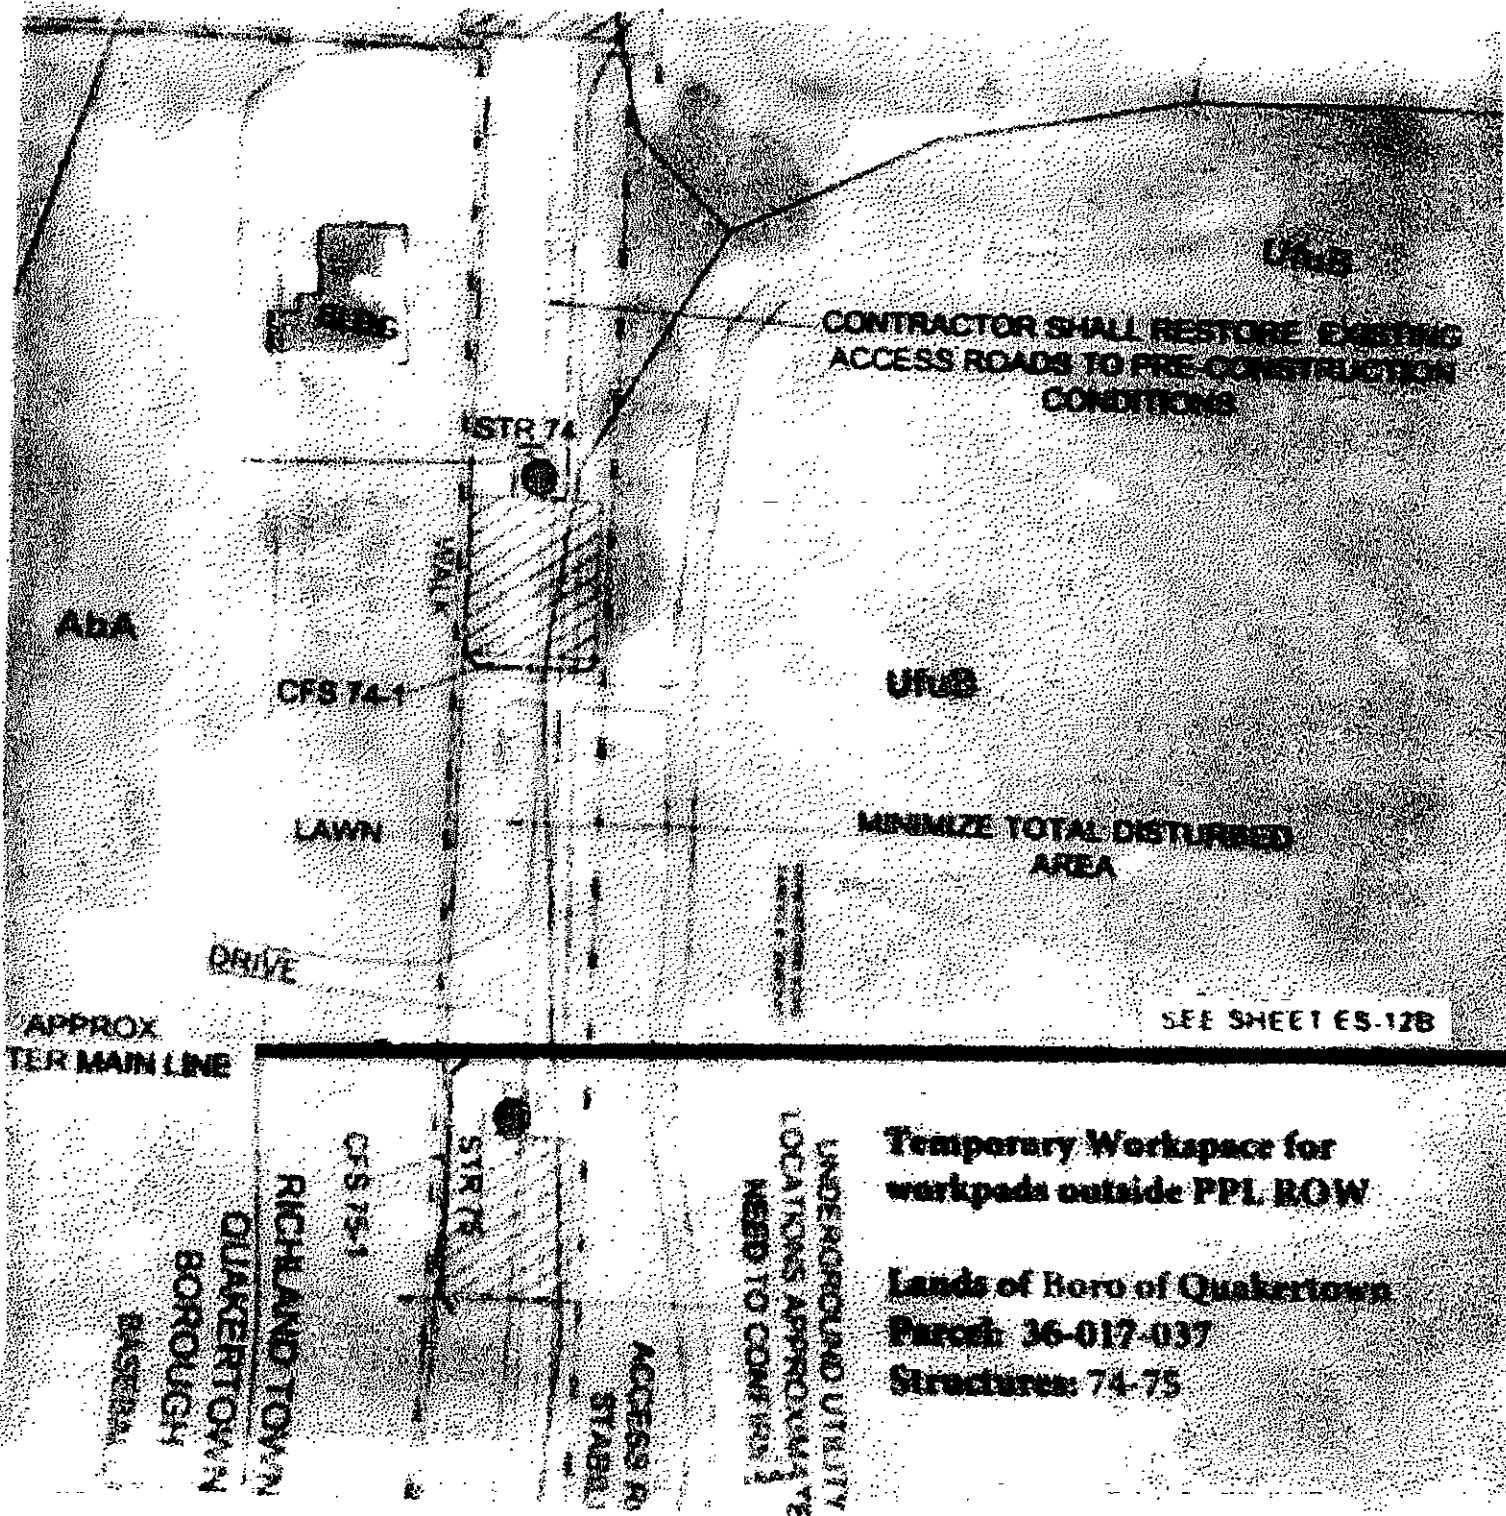 UfuB
BLDG
CONTRACTOR SHALL RESTORE EXISTING
ACCESS ROADS TO PRE-CONSTRUCTION
CONDITIONS
STR 74
WALK
AbA
CFS 74-1
UfuB
LAWN
MINIMIZE TOTAL DISTURBED
AREA
DRIVE
SEE SHEET ES-12B
APPROX
TER MAIN LINE
CFS 75-1
STR 75
RICHLAND TOWN
QUAKERTOWN
BOROUGH
ACCESS
STAB
UNDERGROUND UTILITY
LOCATIONS APPROXIMATE
NEED TO CONFIRM
Temporary Workspace for
workpads outside PPL ROW
Lands of Boro of Quakertown
Parcel: 36-017-037
Structures: 74-75